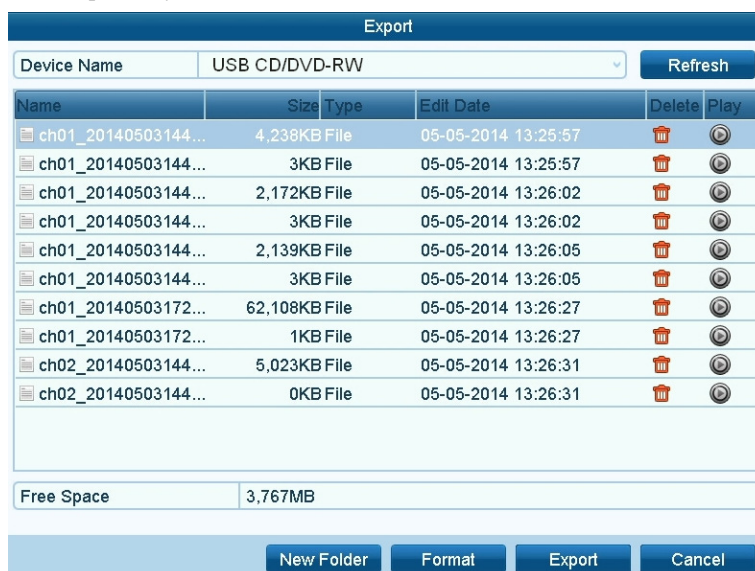 Export
Device Name USB CD/DVD-RW Refresh
Name Size Type Edit Date Delete Play
ch01_20140503144... 4,238KB File 05-05-2014 13:25:57
ch01_20140503144... 3KB File 05-05-2014 13:25:57
ch01_20140503144... 2,172KB File 05-05-2014 13:26:02
ch01_20140503144... 3KB File 05-05-2014 13:26:02
ch01_20140503144... 2,139KB File 05-05-2014 13:26:05
ch01_20140503144... 3KB File 05-05-2014 13:26:05
ch01_20140503172... 62,108KB File 05-05-2014 13:26:27
ch01_20140503172... 1KB File 05-05-2014 13:26:27
ch02_20140503144... 5,023KB File 05-05-2014 13:26:31
ch02_20140503144... 0KB File 05-05-2014 13:26:31
Free Space 3,767MB
New Folder Format Export Cancel